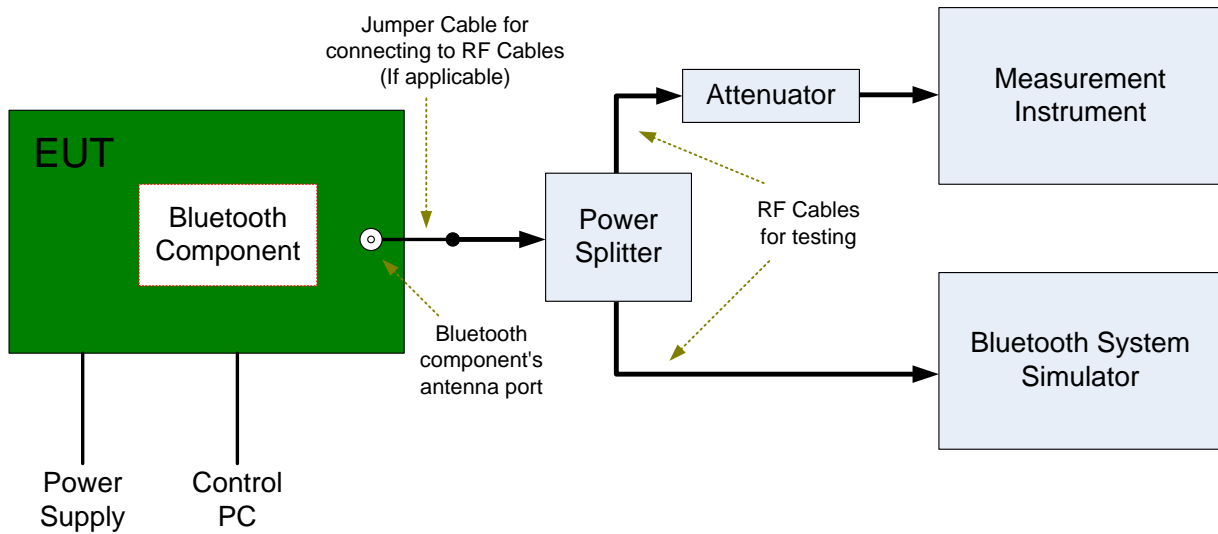 Jumper Cable for
connecting to RF Cables
(If applicable)
EUT
Bluetooth
Component
Power
Splitter
Attenuator
Measurement
Instrument
RF Cables
for testing
Bluetooth
component's
antenna port
Bluetooth System
Simulator
Power
Supply
Control
PC